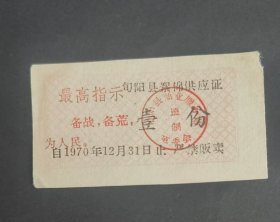 旬阳县絮棉供应证
最高指示
备战，备荒，
为人民。
壹份
自1970年12月31日止 严禁贩卖